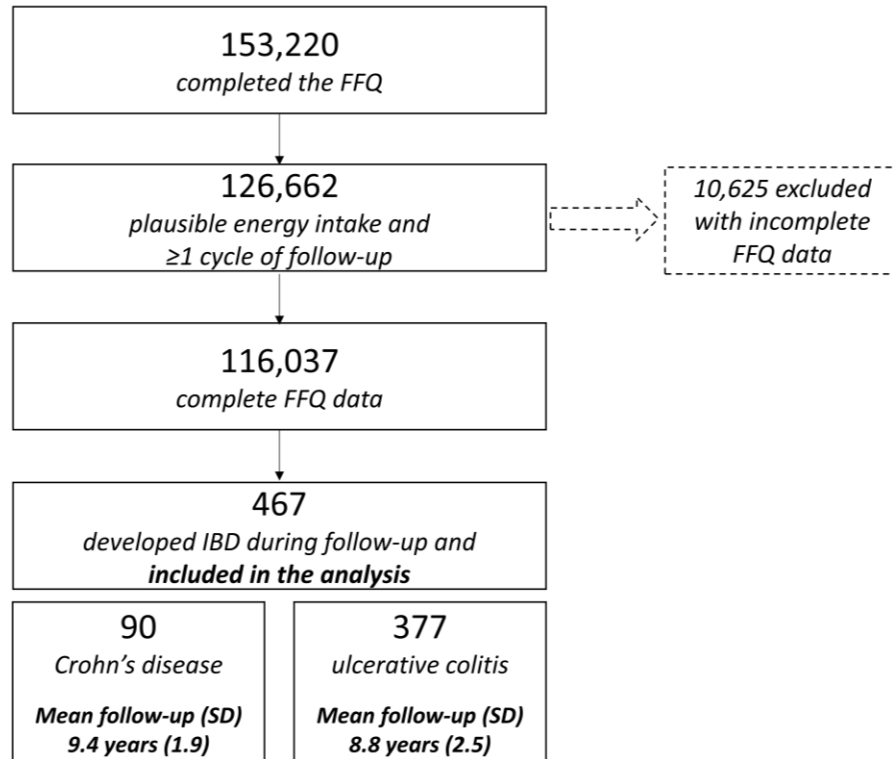 153,220
completed the FFQ
126,662
plausible energy intake and
≥1 cycle of follow-up
10,625 excluded
with incomplete
FFQ data
116,037
complete FFQ data
467
developed IBD during follow-up and
included in the analysis
90
Crohn’s disease
Mean follow-up (SD)
9.4 years (1.9)
377
ulcerative colitis
Mean follow-up (SD)
8.8 years (2.5)